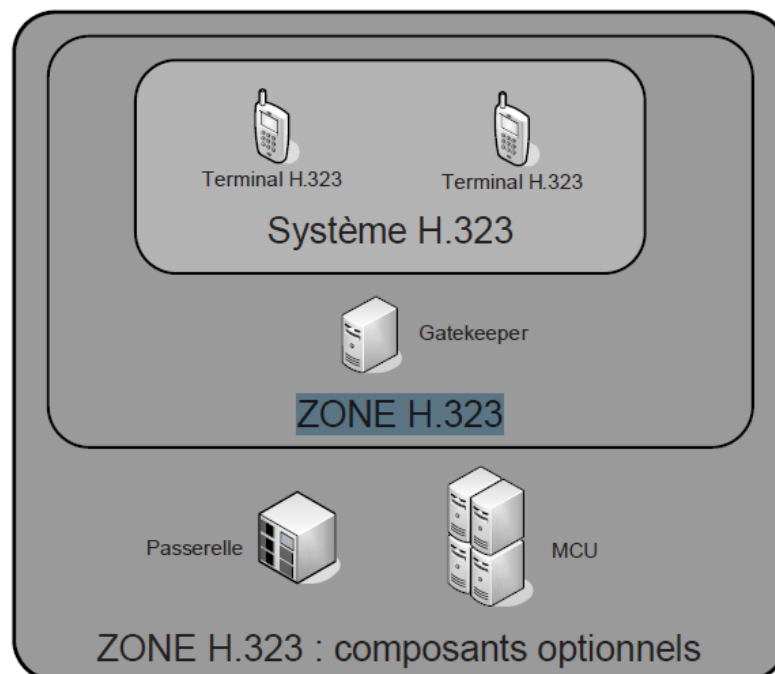 Terminal H.323
Terminal H.323
Système H.323
Gatekeeper
ZONE H.323
Passerelle
MCU
ZONE H.323 : composants optionnels